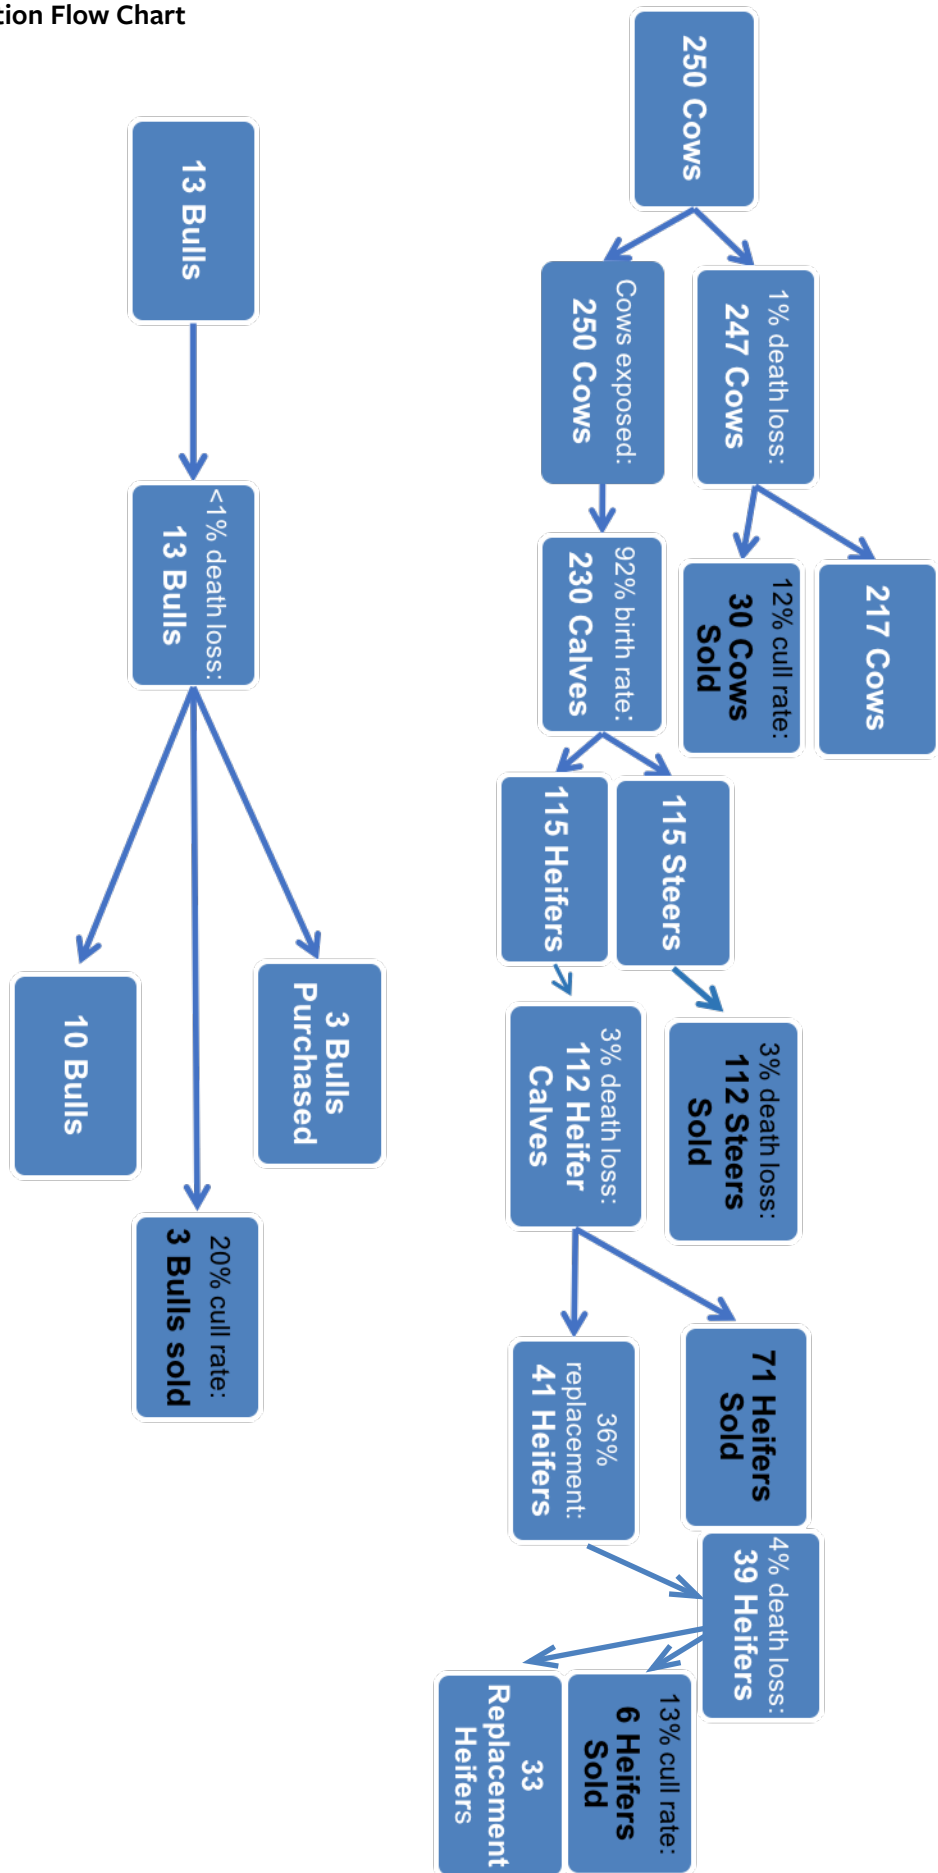 tion Flow Chart
250 Cows
1% death loss:
247 Cows
217 Cows
12% cull rate:
30 Cows
Sold
Cows exposed:
250 Cows
92% birth rate:
230 Calves
115 Steers
3% death loss:
112 Steers
Sold
115 Heifers
3% death loss:
112 Heifer
Calves
71 Heifers
Sold
36%
replacement:
41 Heifers
4% death loss:
39 Heifers
13% cull rate:
6 Heifers
Sold
33
Replacement
Heifers
13 Bulls
<1% death loss:
13 Bulls
3 Bulls
Purchased
20% cull rate:
3 Bulls sold
10 Bulls